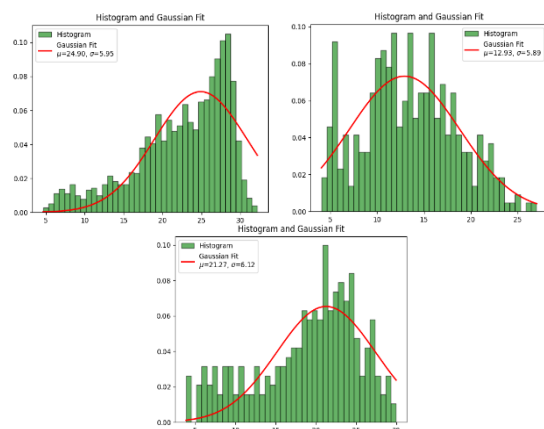 Histogram and Gaussian Fit
Histogram
Gaussian Fit
μ=24.90, σ=5.95
0.10
0.08
0.06
0.04
0.02
0.00
5 10 15 20 25 30
Histogram and Gaussian Fit
Histogram
Gaussian Fit
μ=12.93, σ=5.89
0.10
0.08
0.06
0.04
0.02
0.00
5 10 15 20 25
Histogram and Gaussian Fit
Histogram
Gaussian Fit
μ=21.27, σ=6.12
0.10
0.08
0.06
0.04
0.02
0.00